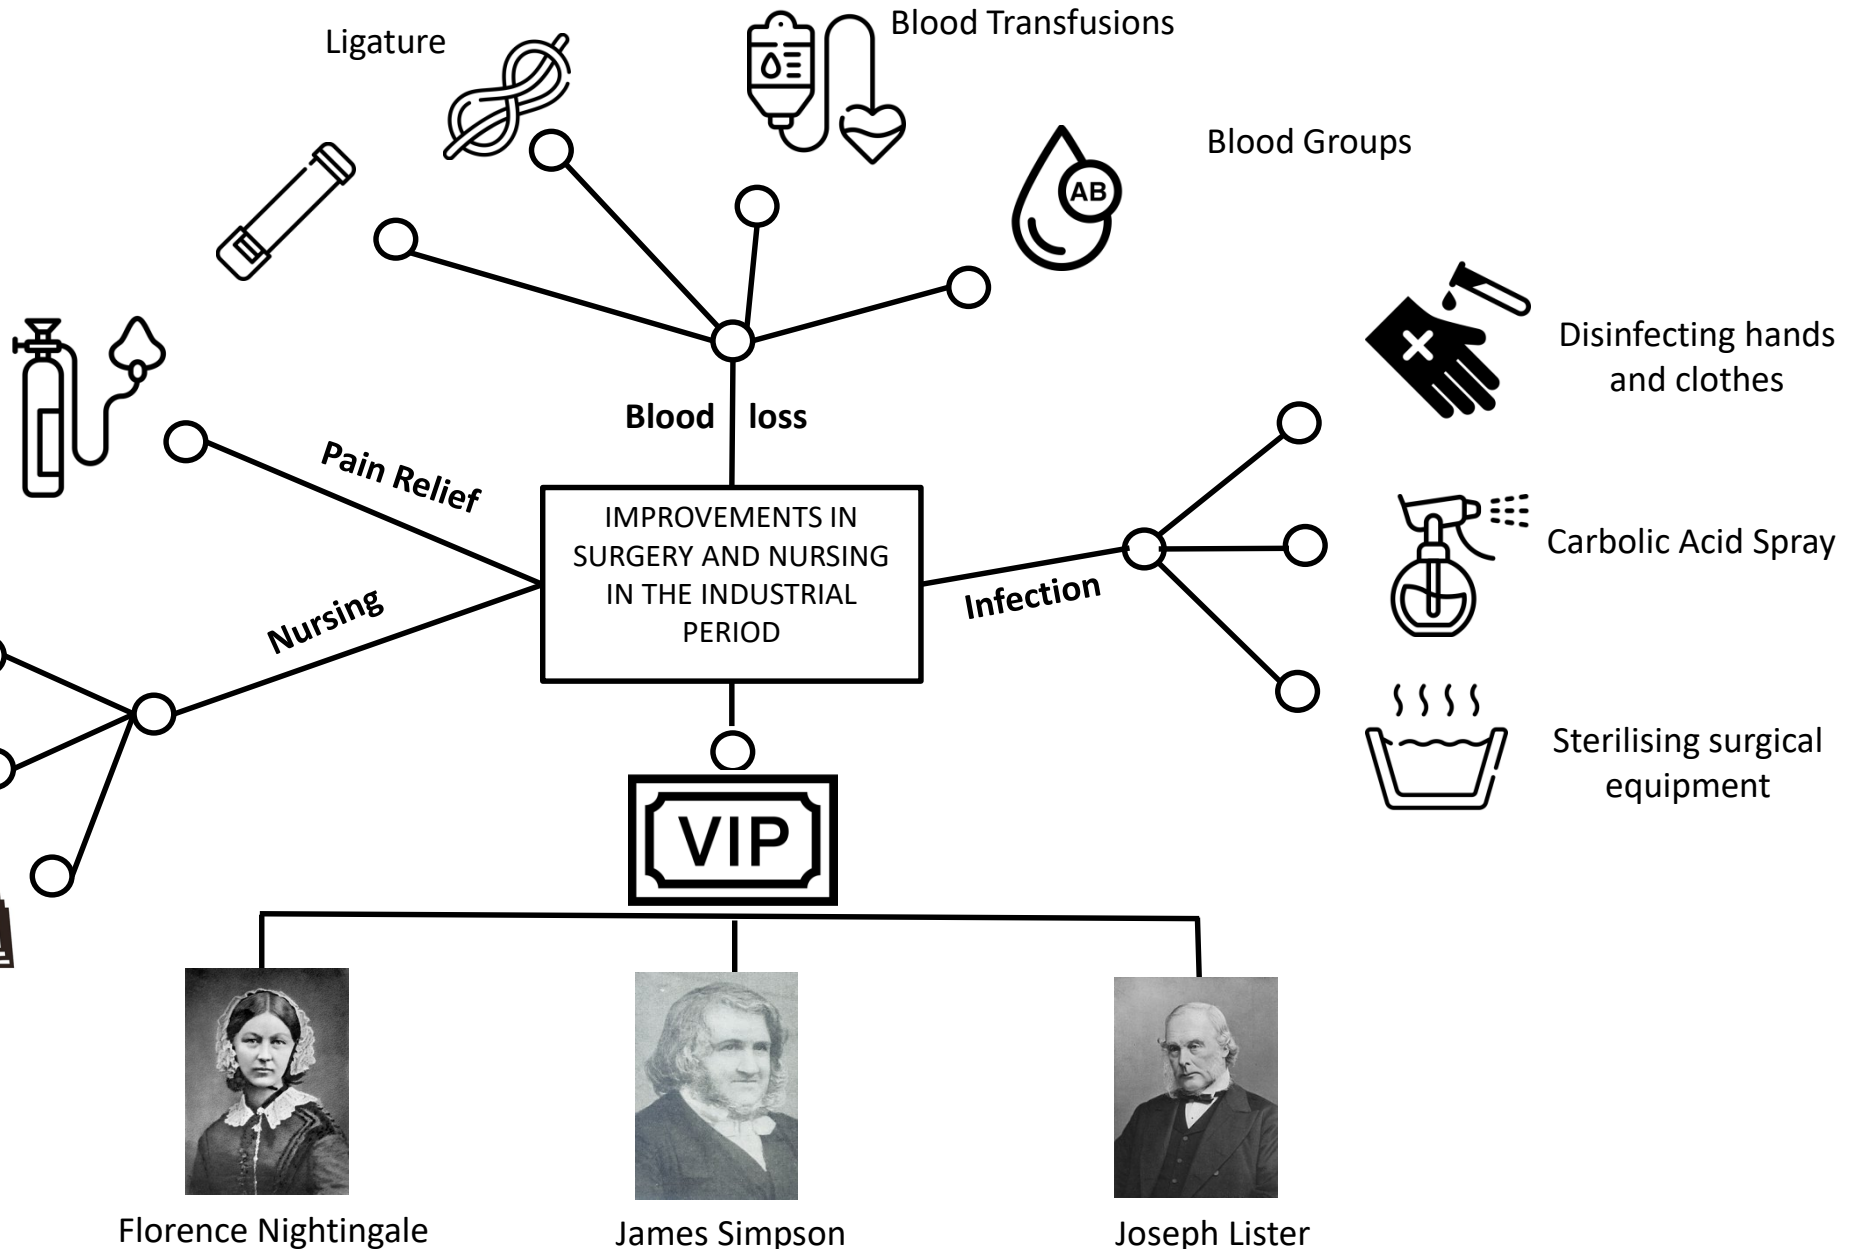 Ligature
Blood Transfusions
Blood Groups
AB
Disinfecting hands
and clothes
Blood loss
Pain Relief
IMPROVEMENTS IN
SURGERY AND NURSING
IN THE INDUSTRIAL
PERIOD
Carbolic Acid Spray
Infection
Nursing
Sterilising surgical
equipment
VIP
Florence Nightingale
James Simpson
Joseph Lister